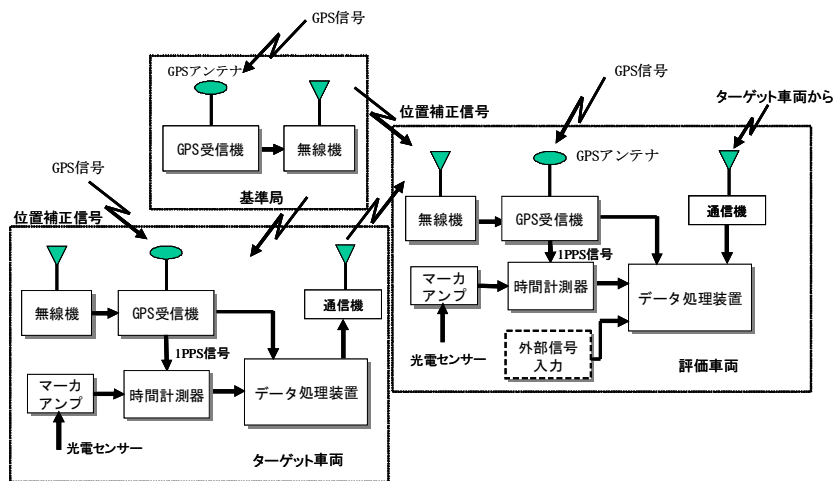 GPS信号
GPSアンテナ
GPS受信機
無線機
基準局
位置補正信号
GPS信号
ターゲット車両から
GPSアンテナ
無線機
GPS受信機
通信機
1PPS信号
マーカ
アンプ
時間計測器
データ処理装置
光電センサー
外部信号
入力
評価車両
GPS信号
位置補正信号
無線機
GPS受信機
通信機
1PPS信号
マーカ
アンプ
時間計測器
データ処理装置
光電センサー
ターゲット車両